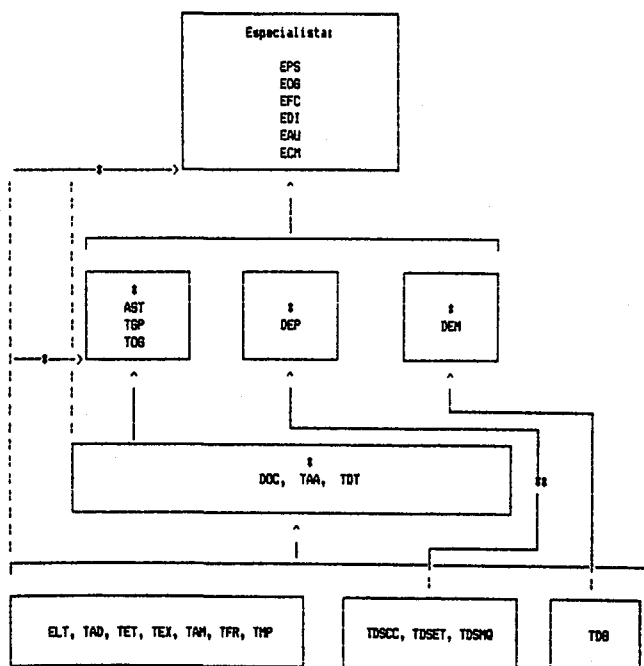 Especialista:
EPS
EOG
EFC
EDI
EAU
ECM
*
*
AST
TGP
TOG
*
DEP
*
DEM
*
*
DOC, TAA, TDT
**
ELT, TAD, TET, TEX, TAM, TFR, TMP
TDSCC, TDSET, TDSMQ
TDB